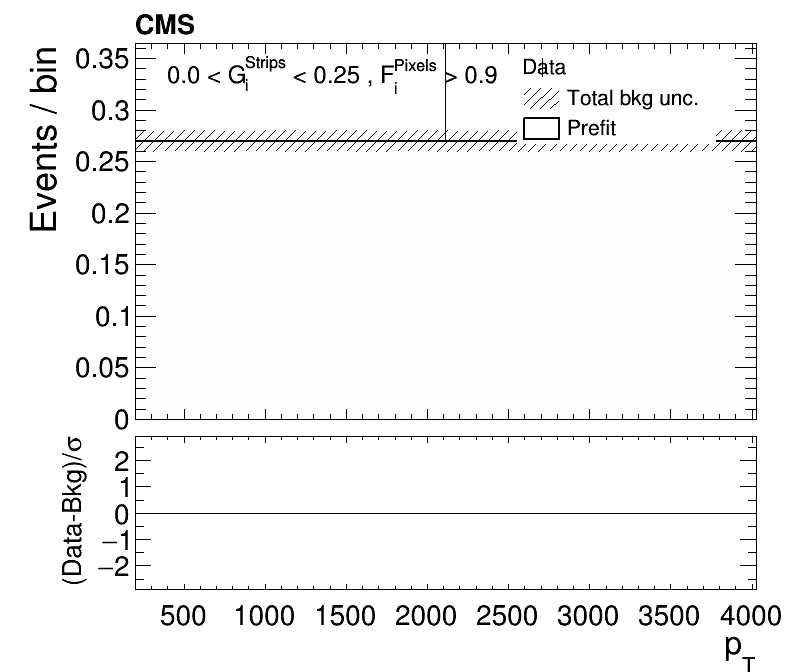 CMS
Events / bin
0.35
0.3
0.25
0.2
0.15
0.1
0.05
0
0.0 < G_i^Strips < 0.25 , F_i^Pixels > 0.9
Data
Total bkg unc.
Prefit
(Data-Bkg)/σ
2
1
0
−1
−2
500 1000 1500 2000 2500 3000 3500 4000
p_T